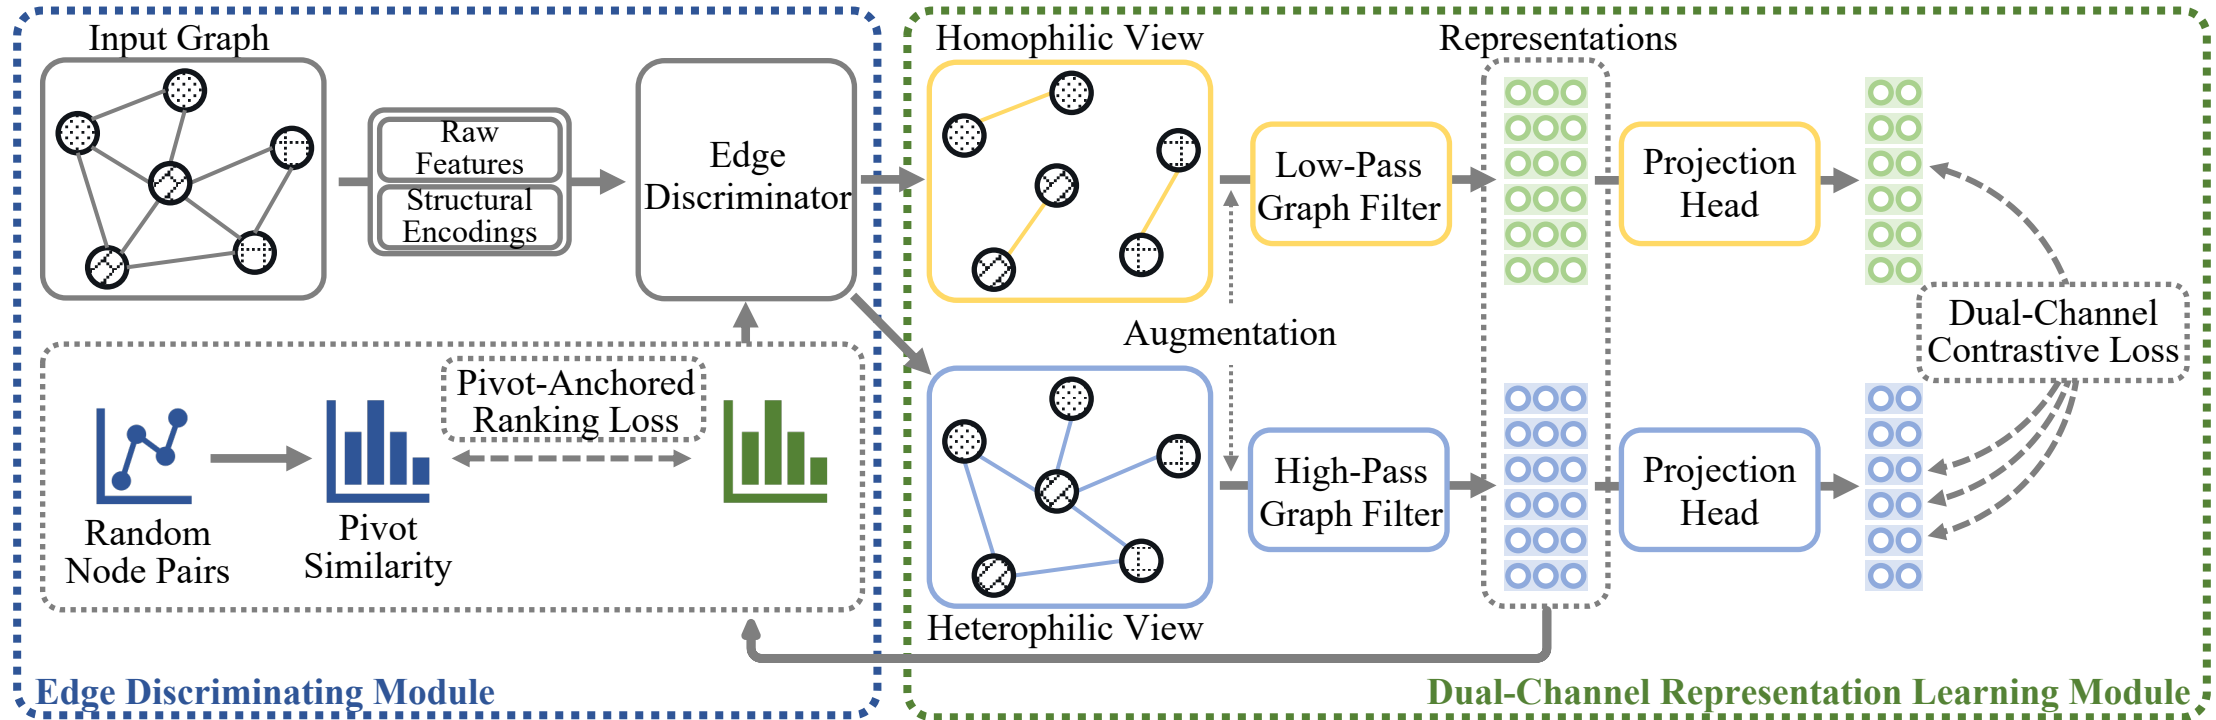 Input Graph
Raw
Features
Structural
Encodings
Edge
Discriminator
Pivot-Anchored
Ranking Loss
Random
Node Pairs
Pivot
Similarity
Edge Discriminating Module
Homophilic View
Low-Pass
Graph Filter
Representations
Projection
Head
Augmentation
Dual-Channel
Contrastive Loss
High-Pass
Graph Filter
Projection
Head
Heterophilic View
Dual-Channel Representation Learning Module